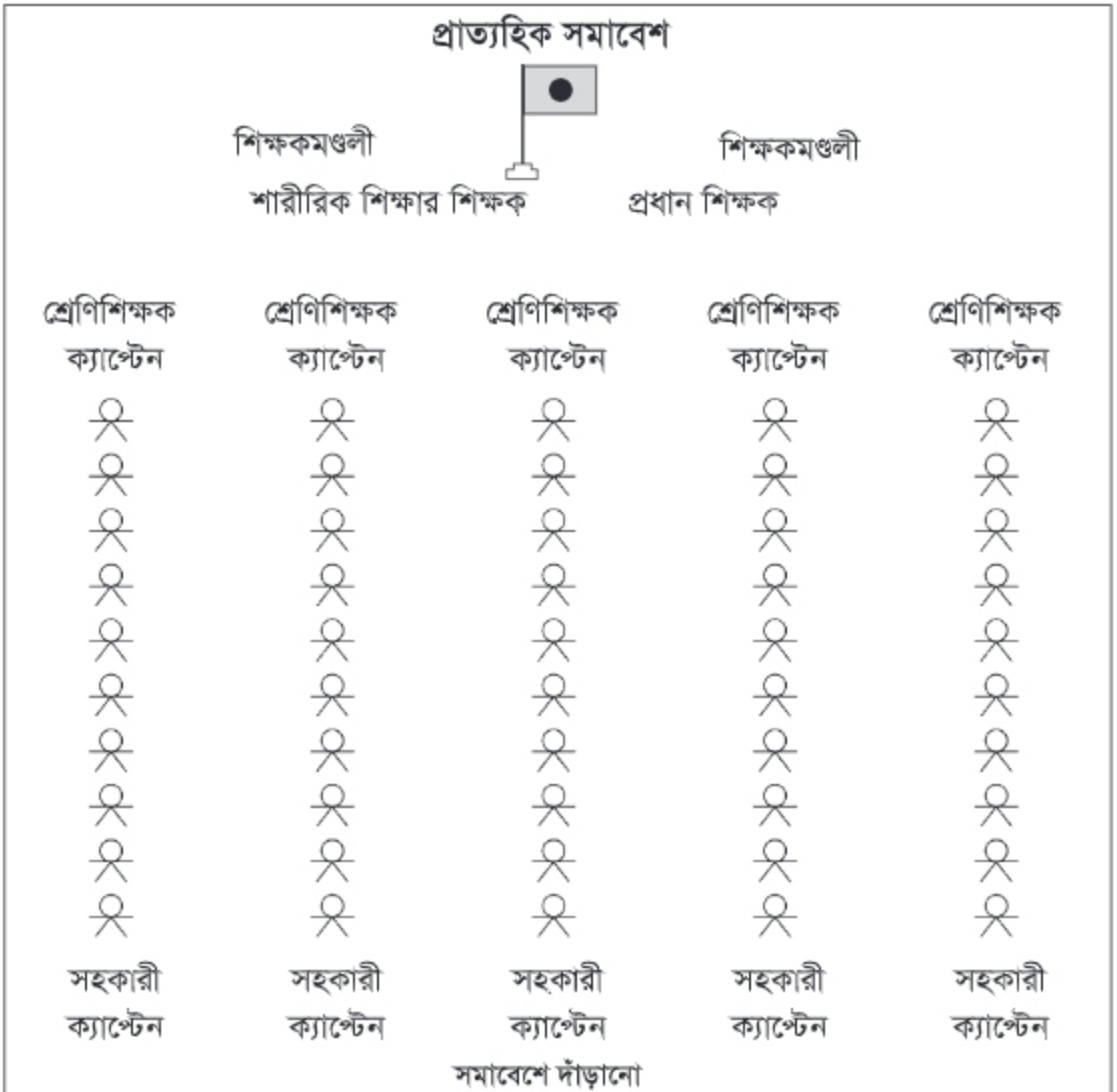 প্রাত্যহিক সমাবেশ
শিক্ষকমণ্ডলী শিক্ষকমণ্ডলী
শারীরিক শিক্ষার শিক্ষক প্রধান শিক্ষক
শ্রেণিশিক্ষক শ্রেণিশিক্ষক শ্রেণিশিক্ষক শ্রেণিশিক্ষক শ্রেণিশিক্ষক
ক্যাপ্টেন ক্যাপ্টেন ক্যাপ্টেন ক্যাপ্টেন ক্যাপ্টেন
সহকারী সহকারী সহকারী সহকারী সহকারী
ক্যাপ্টেন ক্যাপ্টেন ক্যাপ্টেন ক্যাপ্টেন ক্যাপ্টেন
সমাবেশে দাঁড়ানো